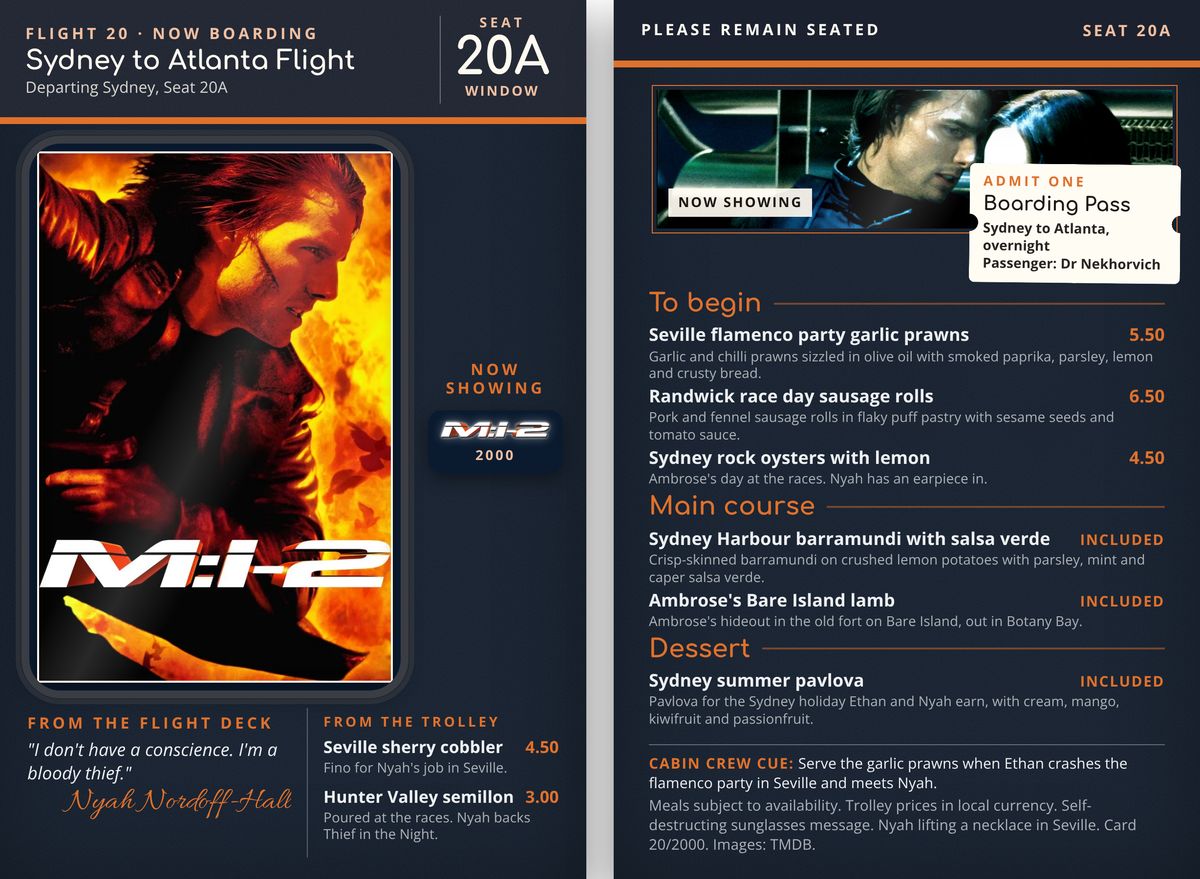 FLIGHT 20 · NOW BOARDING
Sydney to Atlanta Flight
Departing Sydney, Seat 20A
SEAT
20A
WINDOW
M:I-2
NOW
SHOWING
M:I-2
2000
FROM THE FLIGHT DECK
"I don't have a conscience. I'm a
bloody thief."
Nyah Nordoff-Hall
FROM THE TROLLEY
Seville sherry cobbler 4.50
Fino for Nyah's job in Seville.
Hunter Valley semillon 3.00
Poured at the races. Nyah backs
Thief in the Night.
PLEASE REMAIN SEATED
SEAT 20A
NOW SHOWING
ADMIT ONE
Boarding Pass
Sydney to Atlanta,
overnight
Passenger: Dr Nekhorvich
To begin
Seville flamenco party garlic prawns 5.50
Garlic and chilli prawns sizzled in olive oil with smoked paprika, parsley, lemon
and crusty bread.
Randwick race day sausage rolls 6.50
Pork and fennel sausage rolls in flaky puff pastry with sesame seeds and
tomato sauce.
Sydney rock oysters with lemon 4.50
Ambrose's day at the races. Nyah has an earpiece in.
Main course
Sydney Harbour barramundi with salsa verde INCLUDED
Crisp-skinned barramundi on crushed lemon potatoes with parsley, mint and
caper salsa verde.
Ambrose's Bare Island lamb INCLUDED
Ambrose's hideout in the old fort on Bare Island, out in Botany Bay.
Dessert
Sydney summer pavlova INCLUDED
Pavlova for the Sydney holiday Ethan and Nyah earn, with cream, mango,
kiwifruit and passionfruit.
CABIN CREW CUE: Serve the garlic prawns when Ethan crashes the
flamenco party in Seville and meets Nyah.
Meals subject to availability. Trolley prices in local currency. Self-
destructing sunglasses message. Nyah lifting a necklace in Seville. Card
20/2000. Images: TMDB.